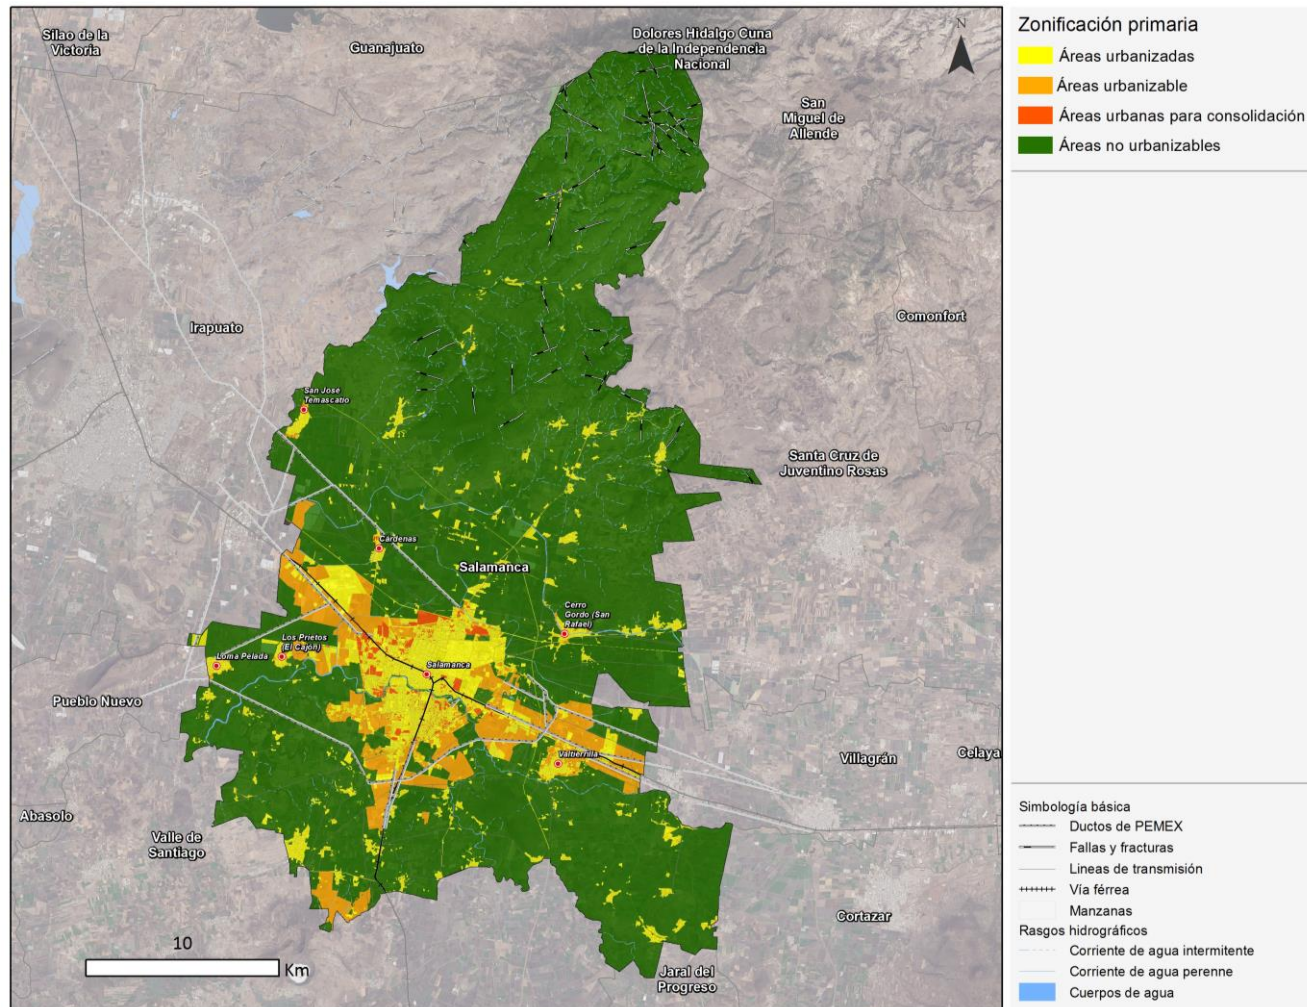 Silao de la
Victoria
Guanajuato
Dolores Hidalgo Cuna
de la Independencia
Nacional
N
San
Miguel de
Allende
Irapuato
Comonfort
San José
Temascatío
Santa Cruz de
Juventino Rosas
Cárdenas
Salamanca
Cerro
Gordo (San
Rafael)
Los Prietos
(El Cajón)
Loma Pelada
Salamanca
Pueblo Nuevo
Valtierrilla
Villagrán
Celaya
Abasolo
Valle de
Santiago
Cortazar
Jaral del
Progreso
10
Km
Zonificación primaria
Áreas urbanizadas
Áreas urbanizable
Áreas urbanas para consolidación
Áreas no urbanizables
Simbología básica
Ductos de PEMEX
Fallas y fracturas
Lineas de transmisión
Vía férrea
Manzanas
Rasgos hidrográficos
Corriente de agua intermitente
Corriente de agua perenne
Cuerpos de agua